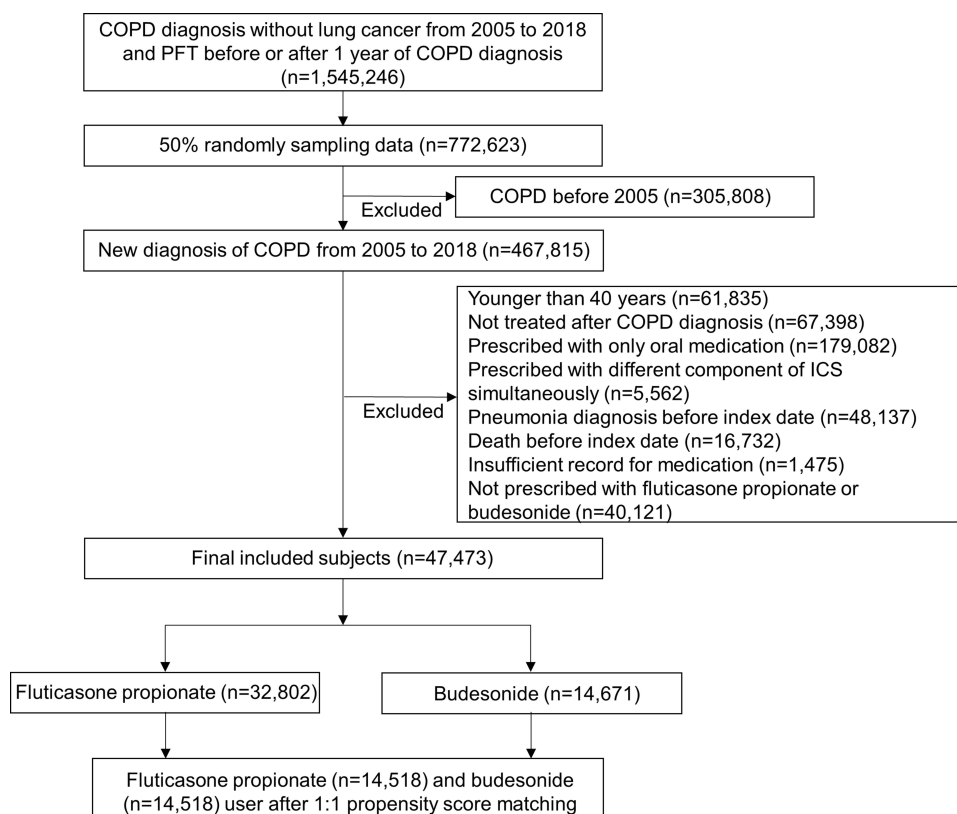 COPD diagnosis without lung cancer from 2005 to 2018
and PFT before or after 1 year of COPD diagnosis
(n=1,545,246)
50% randomly sampling data (n=772,623)
Excluded
COPD before 2005 (n=305,808)
New diagnosis of COPD from 2005 to 2018 (n=467,815)
Excluded
Younger than 40 years (n=61,835)
Not treated after COPD diagnosis (n=67,398)
Prescribed with only oral medication (n=179,082)
Prescribed with different component of ICS
simultaneously (n=5,562)
Pneumonia diagnosis before index date (n=48,137)
Death before index date (n=16,732)
Insufficient record for medication (n=1,475)
Not prescribed with fluticasone propionate or
budesonide (n=40,121)
Final included subjects (n=47,473)
Fluticasone propionate (n=32,802)
Budesonide (n=14,671)
Fluticasone propionate (n=14,518) and budesonide
(n=14,518) user after 1:1 propensity score matching